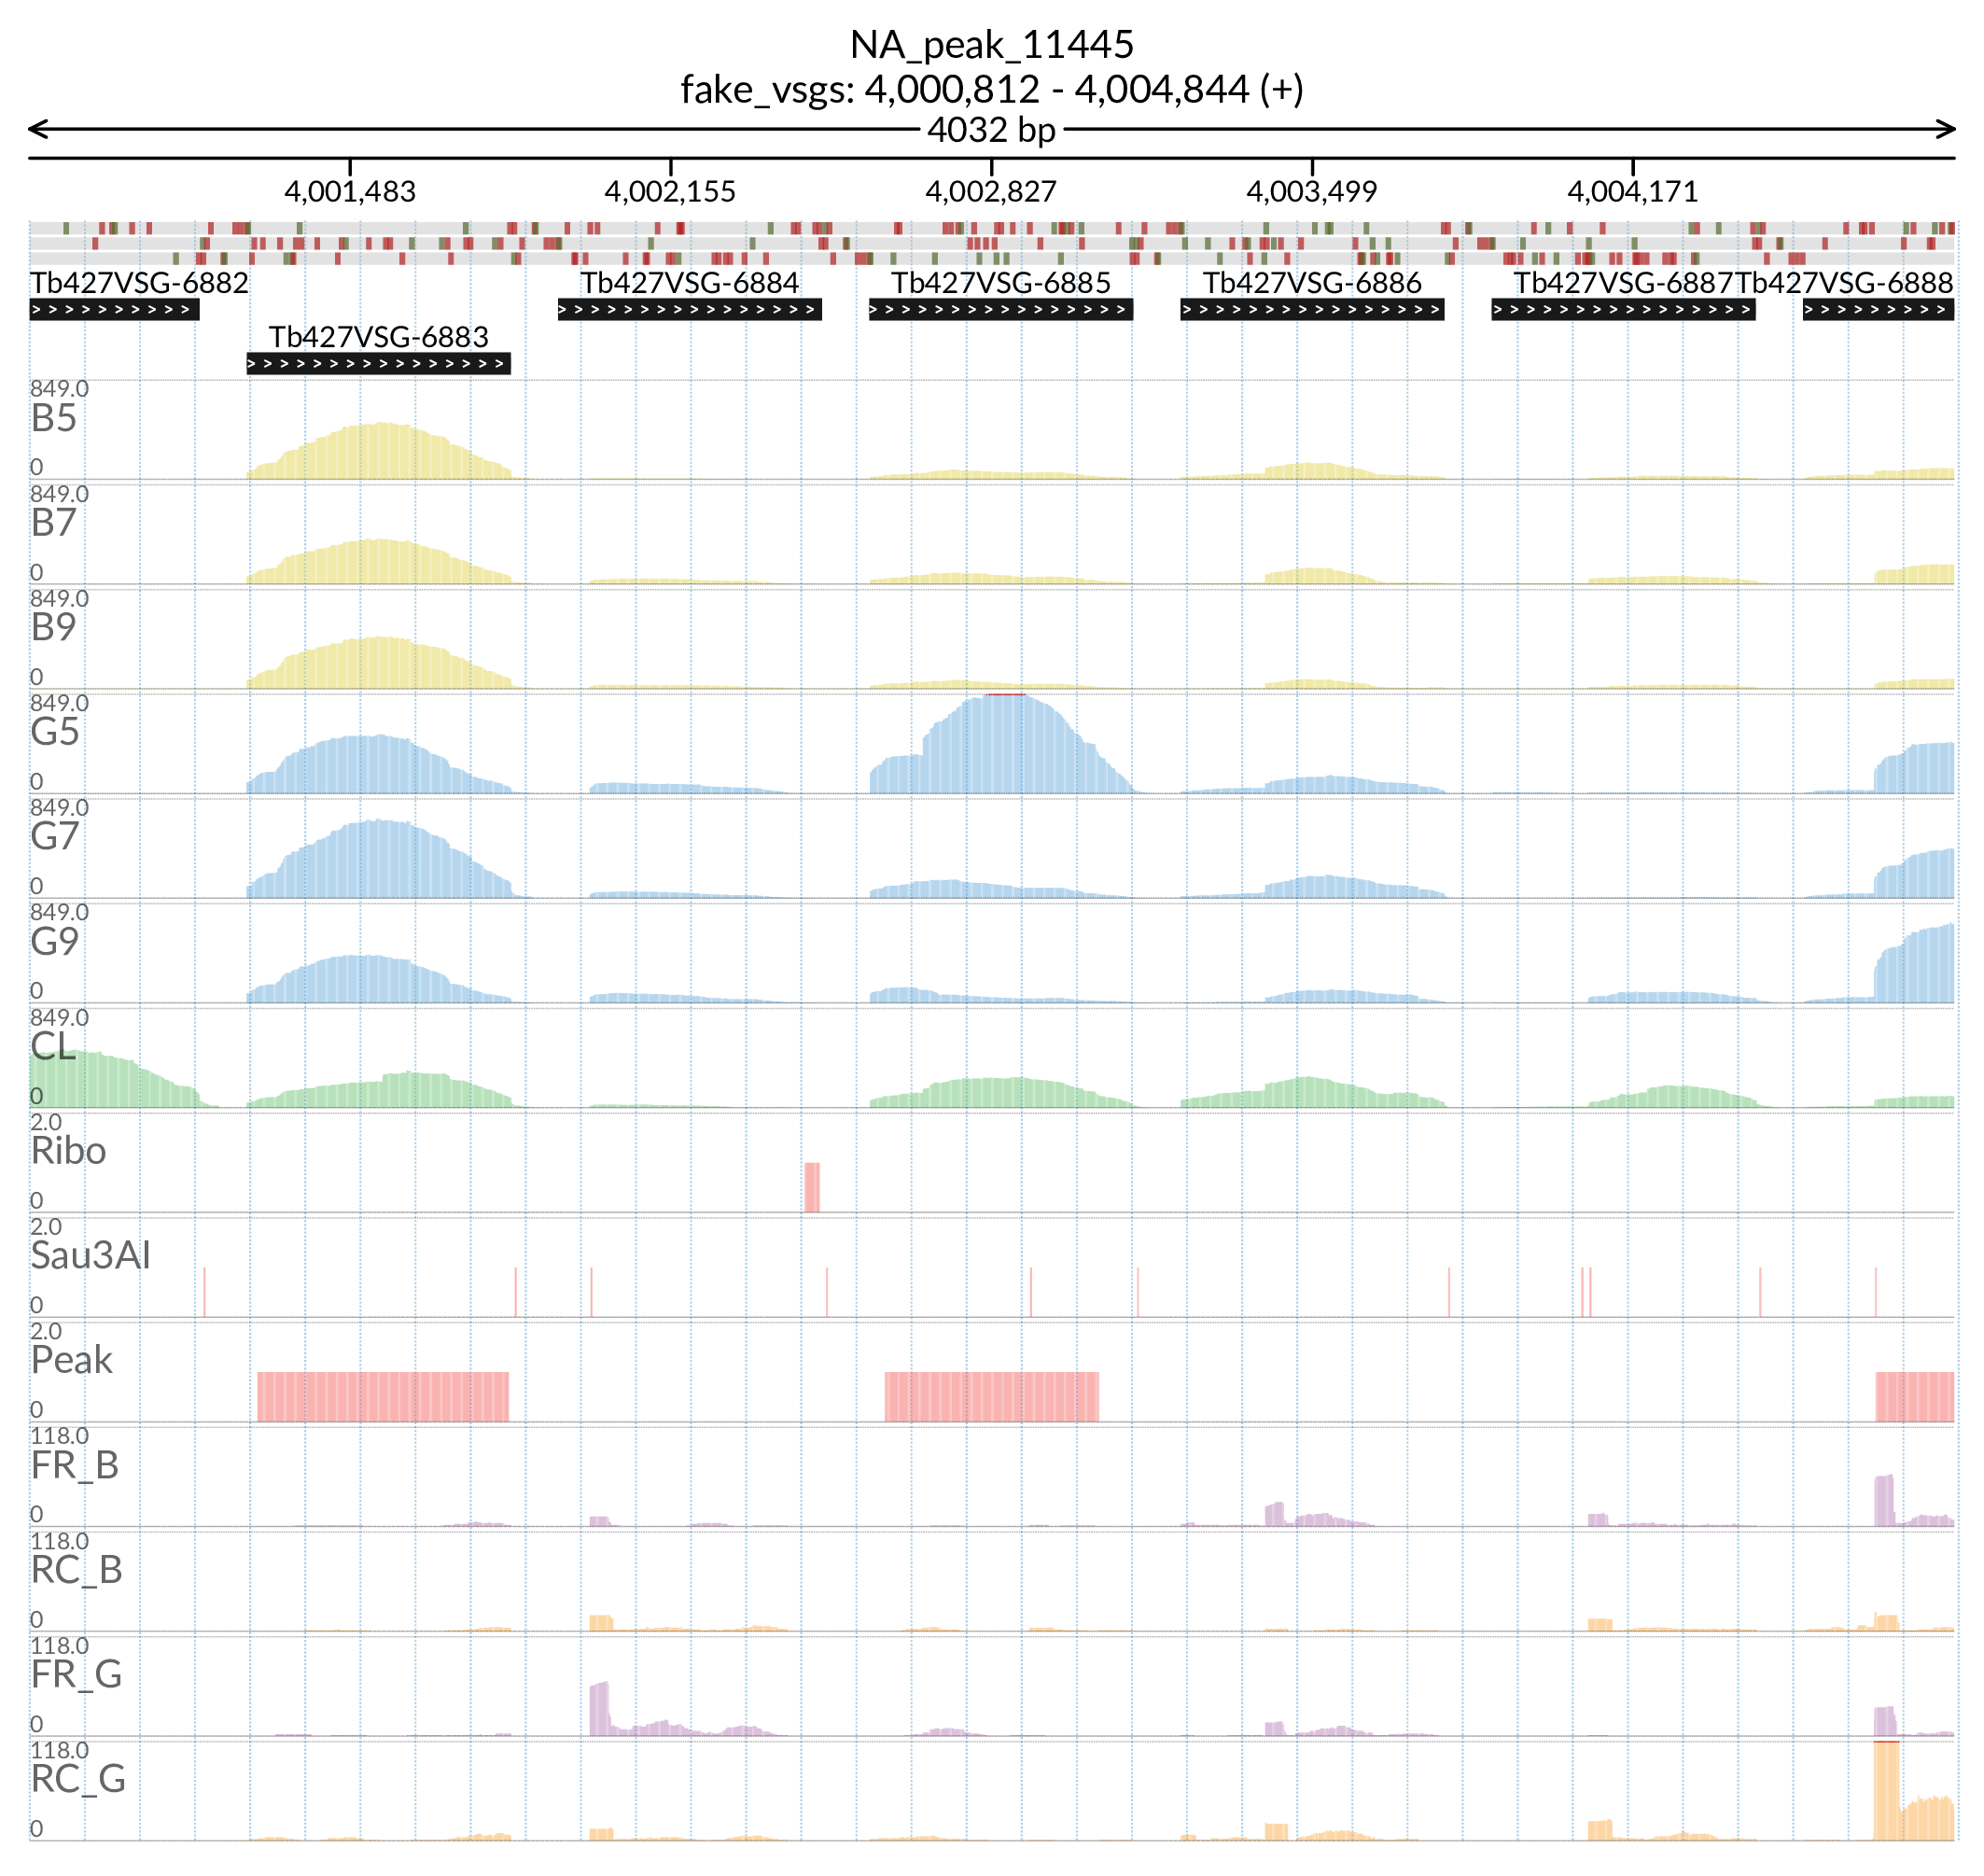 NA_peak_11445
fake_vsgs: 4,000,812 - 4,004,844 (+)
4032 bp
4,001,483 4,002,155 4,002,827 4,003,499 4,004,171
Tb427VSG-6882 Tb427VSG-6884 Tb427VSG-6885 Tb427VSG-6886 Tb427VSG-6887 Tb427VSG-6888
Tb427VSG-6883
849.0
B5
0
849.0
B7
0
849.0
B9
0
849.0
G5
0
849.0
G7
0
849.0
G9
0
849.0
CL
0
2.0
Ribo
0
2.0
Sau3AI
0
2.0
Peak
0
118.0
FR_B
0
118.0
RC_B
0
118.0
FR_G
0
118.0
RC_G
0